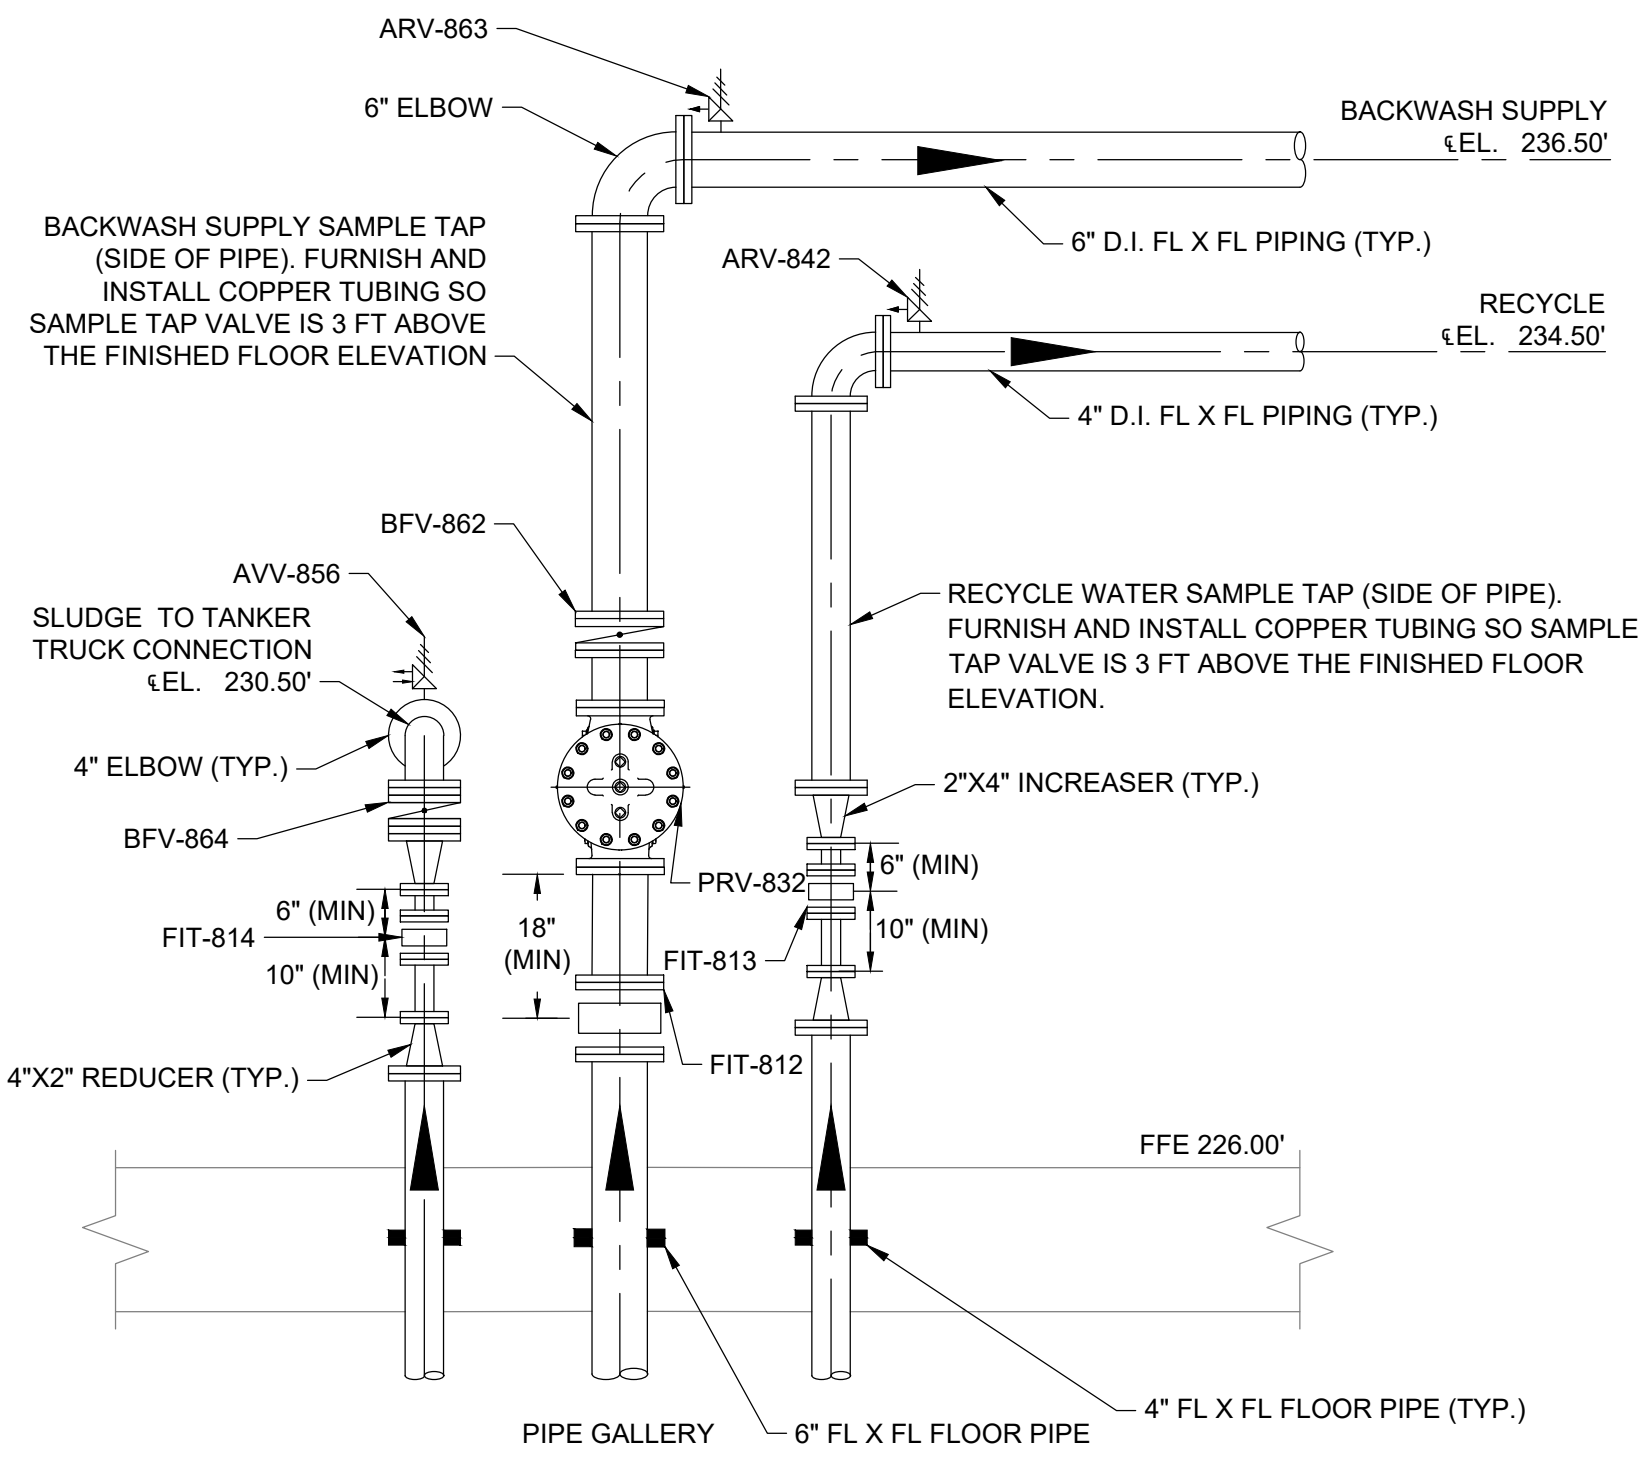 ARV-863
6" ELBOW
BACKWASH SUPPLY
℄EL. 236.50'
BACKWASH SUPPLY SAMPLE TAP
(SIDE OF PIPE). FURNISH AND
INSTALL COPPER TUBING SO
SAMPLE TAP VALVE IS 3 FT ABOVE
THE FINISHED FLOOR ELEVATION
6" D.I. FL X FL PIPING (TYP.)
ARV-842
RECYCLE
℄EL. 234.50'
4" D.I. FL X FL PIPING (TYP.)
BFV-862
AVV-856
SLUDGE TO TANKER
TRUCK CONNECTION
℄EL. 230.50'
RECYCLE WATER SAMPLE TAP (SIDE OF PIPE).
FURNISH AND INSTALL COPPER TUBING SO SAMPLE
TAP VALVE IS 3 FT ABOVE THE FINISHED FLOOR
ELEVATION.
4" ELBOW (TYP.)
2"X4" INCREASER (TYP.)
BFV-864
6" (MIN)
PRV-832
6" (MIN)
FIT-814
18"
(MIN)
10" (MIN)
FIT-813
10" (MIN)
FIT-812
4"X2" REDUCER (TYP.)
FFE 226.00'
4" FL X FL FLOOR PIPE (TYP.)
PIPE GALLERY
6" FL X FL FLOOR PIPE